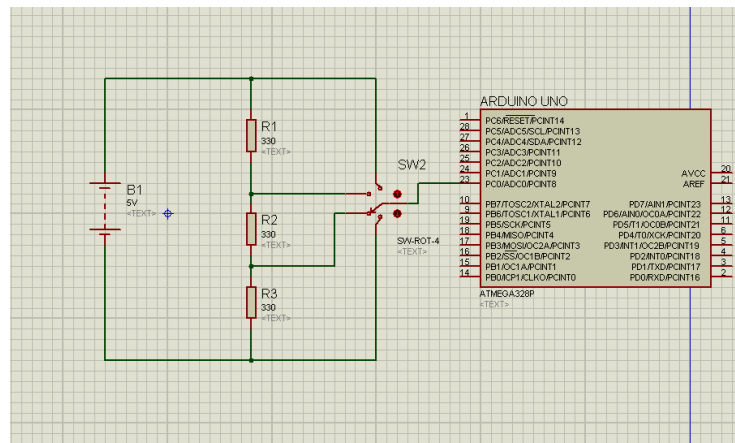 R1
330
<TEXT>
R2
330
<TEXT>
R3
330
<TEXT>
B1
5V
<TEXT>
SW2
SW-ROT-4
<TEXT>
ARDUINO UNO
1 PC6/RESET/PCINT14
28 PC5/ADC5/SCL/PCINT13
27 PC4/ADC4/SDA/PCINT12
26 PC3/ADC3/PCINT11
25 PC2/ADC2/PCINT10
24 PC1/ADC1/PCINT9
23 PC0/ADC0/PCINT8
10 PB7/TOSC2/XTAL2/PCINT7
9 PB6/TOSC1/XTAL1/PCINT6
19 PB5/SCK/PCINT5
18 PB4/MISO/PCINT4
17 PB3/MOSI/OC2A/PCINT3
16 PB2/SS/OC1B/PCINT2
15 PB1/OC1A/PCINT1
14 PB0/ICP1/CLKO/PCINT0
AVCC 20
AREF 21
PD7/AIN1/PCINT23 13
PD6/AIN0/OC0A/PCINT22 12
PD5/T1/OC0B/PCINT21 11
PD4/T0/XCK/PCINT20 6
PD3/INT1/OC2B/PCINT19 5
PD2/INT0/PCINT18 4
PD1/TXD/PCINT17 3
PD0/RXD/PCINT16 2
ATMEGA328P
<TEXT>